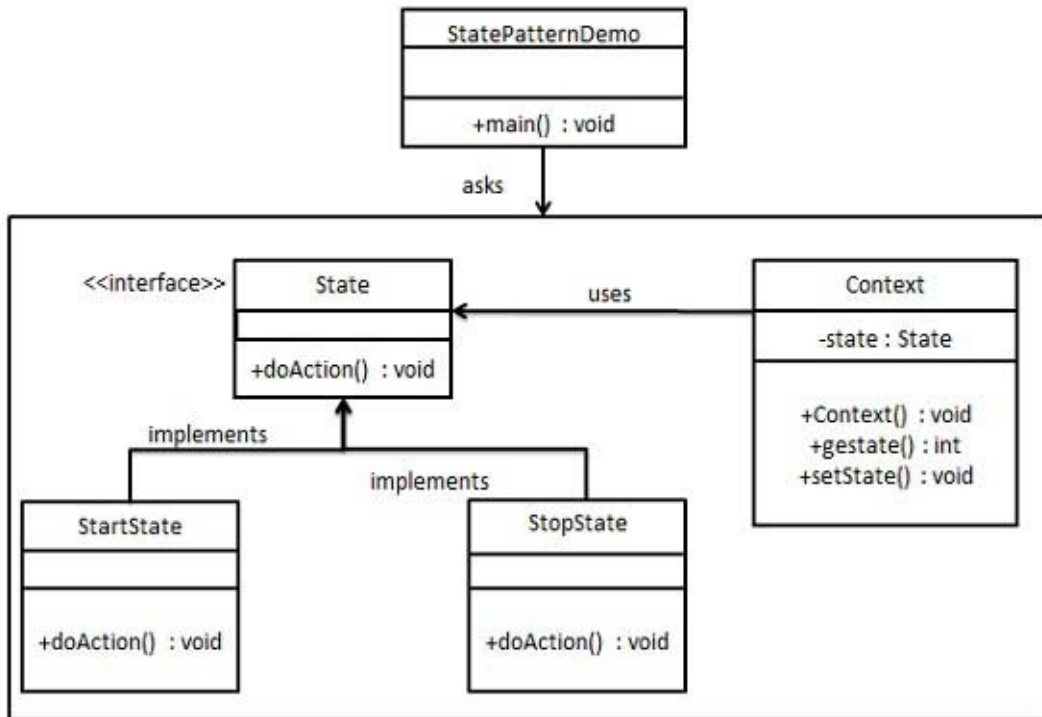 StatePatternDemo
+main() : void
asks
<<interface>>
State
+doAction() : void
uses
Context
-state : State
+Context() : void
+gestate() : int
+setState() : void
implements
implements
StartState
+doAction() : void
StopState
+doAction() : void